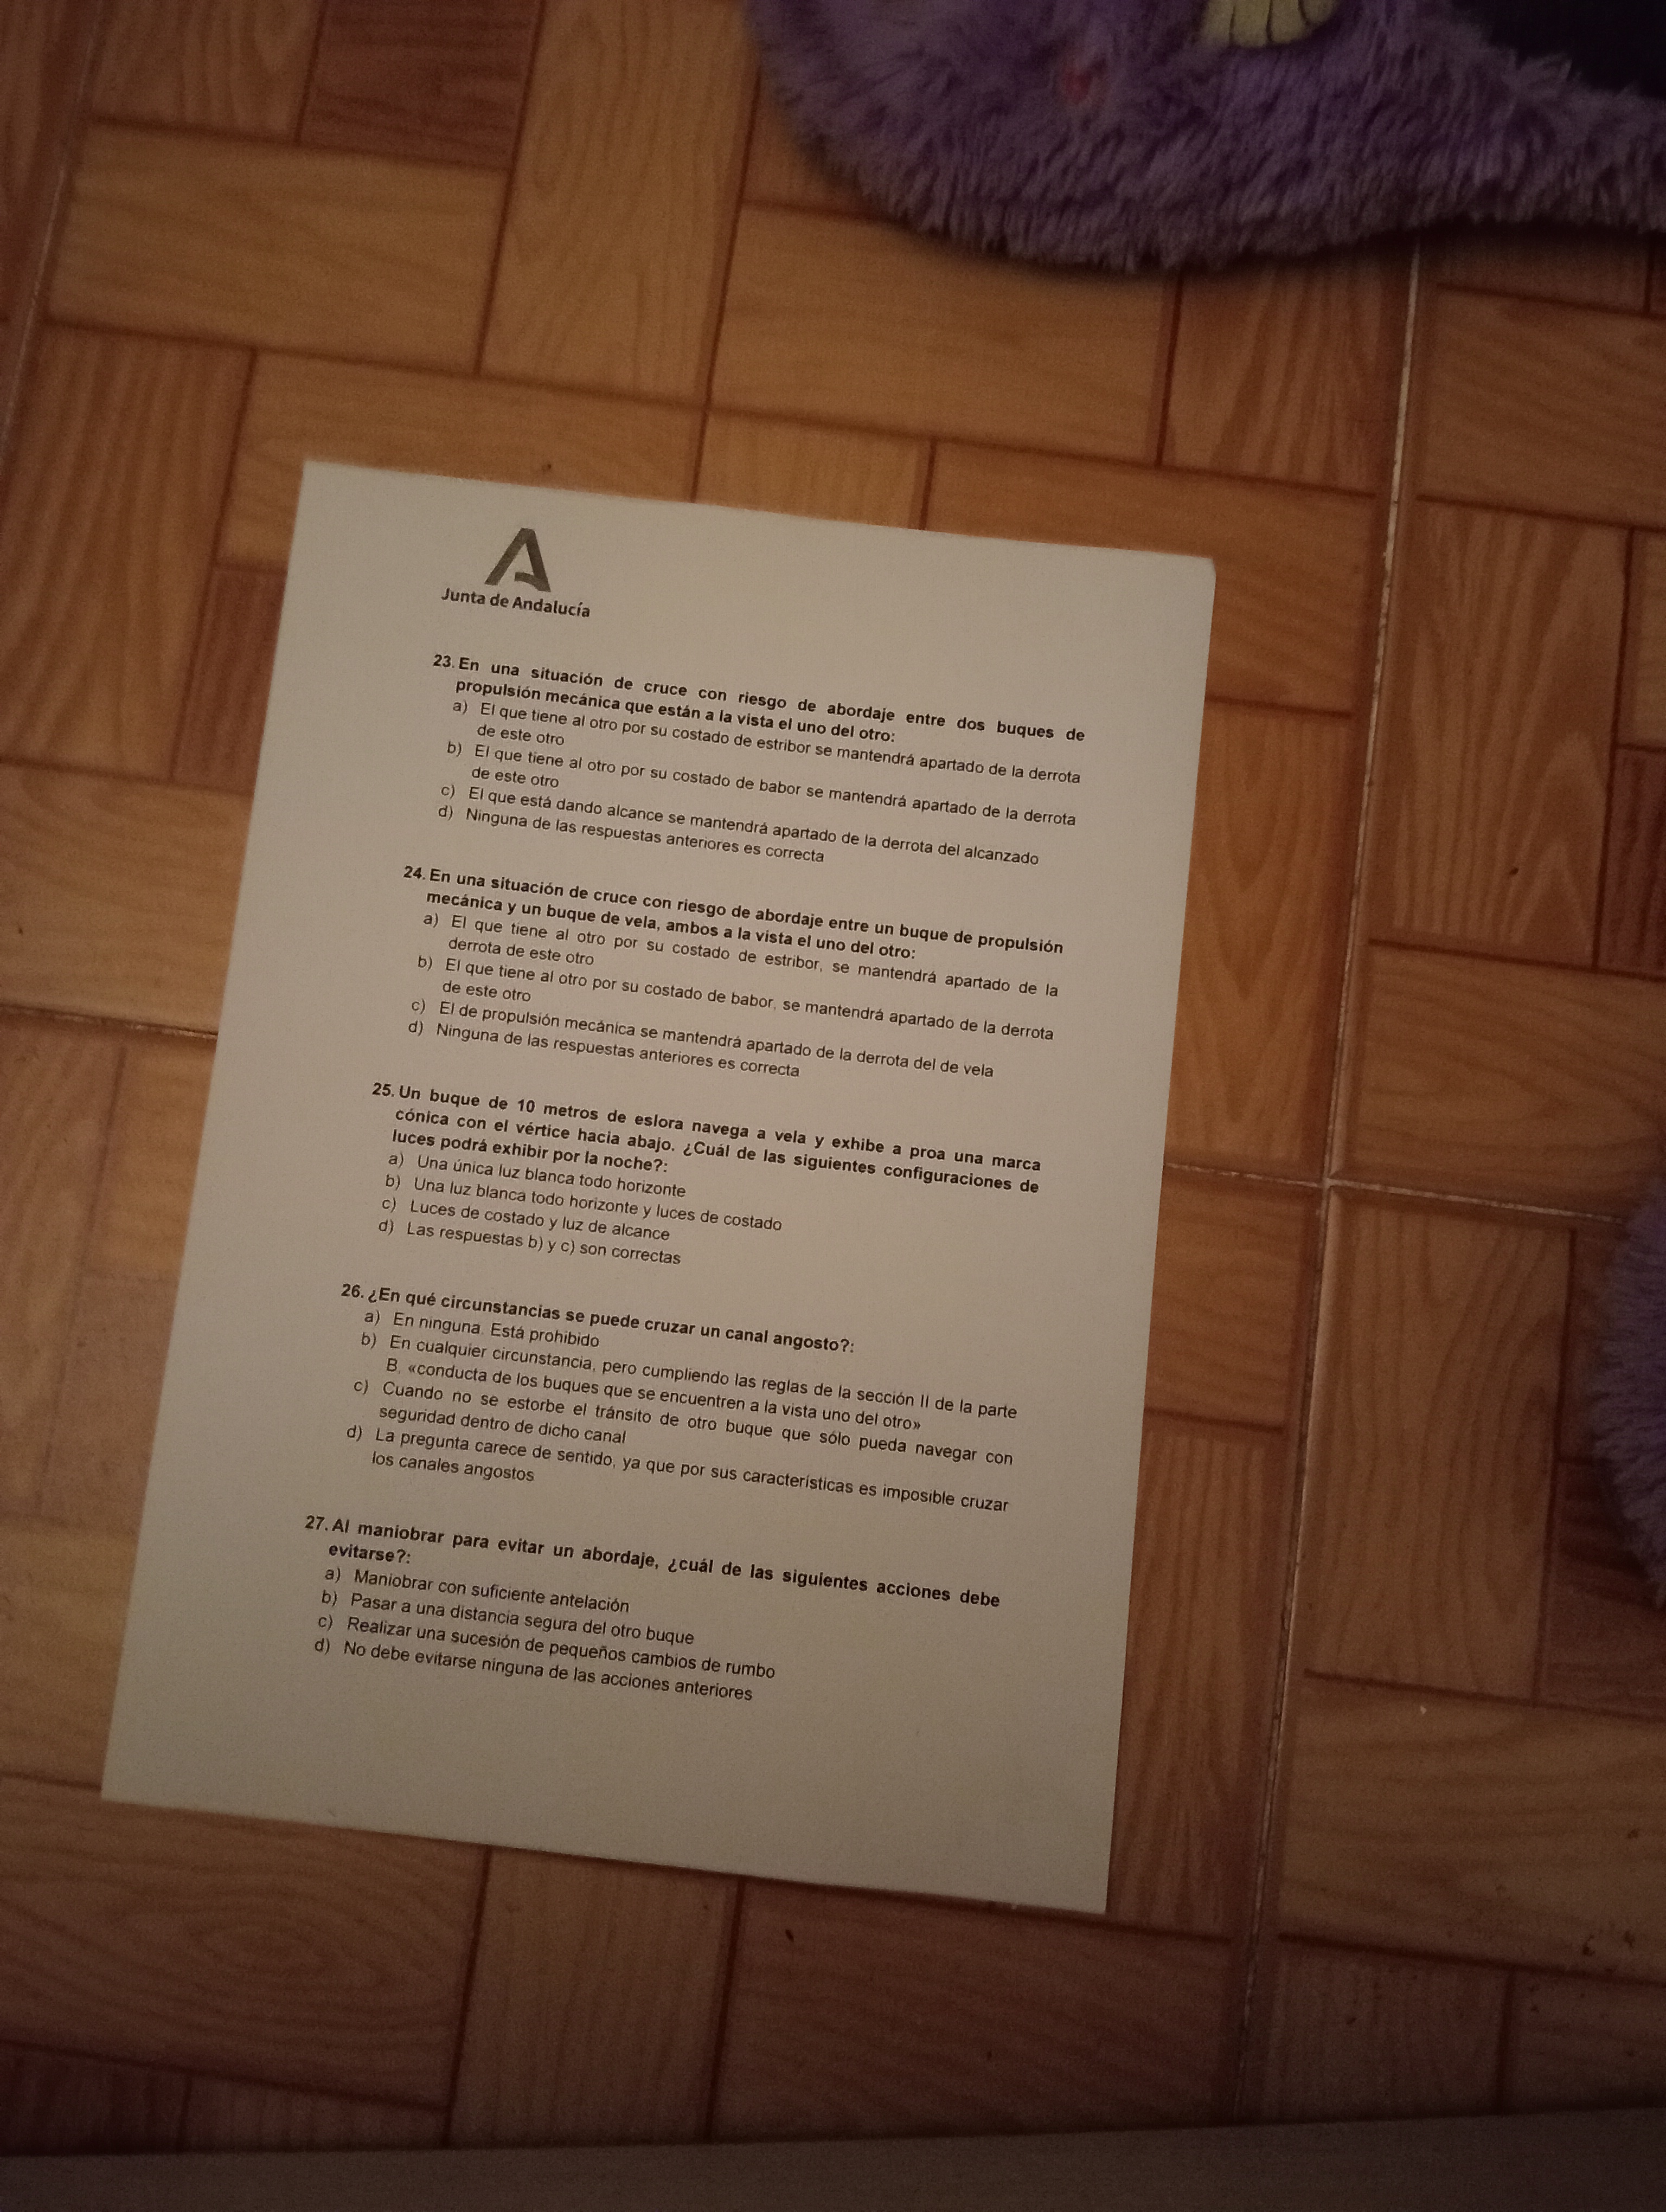 Junta de Andalucía
23. En una situación de cruce con riesgo de abordaje entre dos buques de
propulsión mecánica que están a la vista el uno del otro:
a) El que tiene al otro por su costado de estribor se mantendrá apartado de la derrota
de este otro
b) El que tiene al otro por su costado de babor se mantendrá apartado de la derrota
de este otro
c) El que está dando alcance se mantendrá apartado de la derrota del alcanzado
d) Ninguna de las respuestas anteriores es correcta
24. En una situación de cruce con riesgo de abordaje entre un buque de propulsión
mecánica y un buque de vela, ambos a la vista el uno del otro:
a) El que tiene al otro por su costado de estribor, se mantendrá apartado de la
derrota de este otro
b) El que tiene al otro por su costado de babor, se mantendrá apartado de la derrota
de este otro
c) El de propulsión mecánica se mantendrá apartado de la derrota del de vela
d) Ninguna de las respuestas anteriores es correcta
25. Un buque de 10 metros de eslora navega a vela y exhibe a proa una marca
cónica con el vértice hacia abajo. ¿Cuál de las siguientes configuraciones de
luces podrá exhibir por la noche?:
a) Una única luz blanca todo horizonte
b) Una luz blanca todo horizonte y luces de costado
c) Luces de costado y luz de alcance
d) Las respuestas b) y c) son correctas
26. ¿En qué circunstancias se puede cruzar un canal angosto?:
a) En ninguna. Está prohibido
b) En cualquier circunstancia, pero cumpliendo las reglas de la sección II de la parte
B. «conducta de los buques que se encuentren a la vista uno del otro»
c) Cuando no se estorbe el tránsito de otro buque que sólo pueda navegar con
seguridad dentro de dicho canal
d) La pregunta carece de sentido, ya que por sus características es imposible cruzar
los canales angostos
27. Al maniobrar para evitar un abordaje, ¿cuál de las siguientes acciones debe
evitarse?:
a) Maniobrar con suficiente antelación
b) Pasar a una distancia segura del otro buque
c) Realizar una sucesión de pequeños cambios de rumbo
d) No debe evitarse ninguna de las acciones anteriores